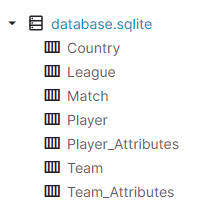 database.sqlite
Country
League
Match
Player
Player_Attributes
Team
Team_Attributes